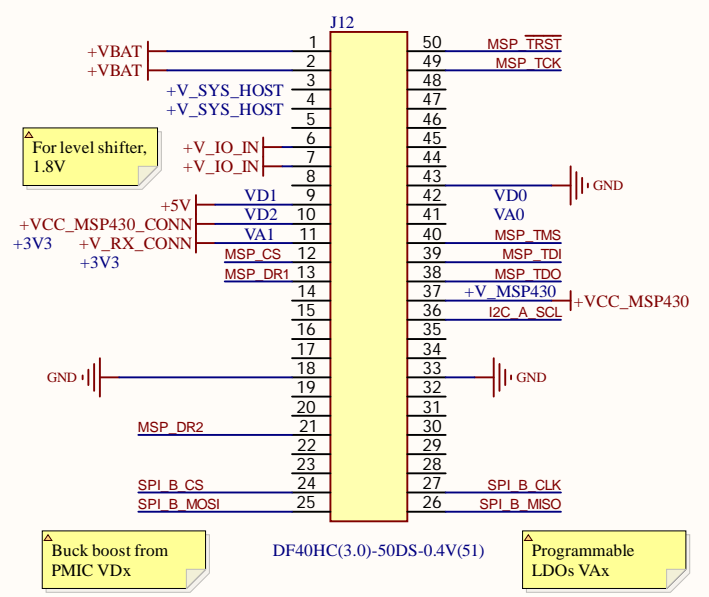 J12
+VBAT 1 50 MSP_TRST
+VBAT 2 49 MSP_TCK
+V_SYS_HOST 3 48
+V_SYS_HOST 4 47
5 46
+V_IO_IN 6 45
+V_IO_IN 7 44
8 43 GND
+5V VD1 9 42 VD0
+VCC_MSP430_CONN VD2 10 41 VA0
+3V3 +V_RX_CONN VA1 11 40 MSP_TMS
+3V3
MSP_CS 12 39 MSP_TDI
MSP_DR1 13 38 MSP_TDO
14 37 +V_MSP430 +VCC_MSP430
15 36 I2C_A_SCL
16 35
17 34
GND 18 33 GND
19 32
20 31
MSP_DR2 21 30
22 29
23 28
SPI_B_CS 24 27 SPI_B_CLK
SPI_B_MOSI 25 26 SPI_B_MISO
DF40HC(3.0)-50DS-0.4V(51)
For level shifter,
1.8V
Buck boost from
PMIC VDx
Programmable
LDOs VAx